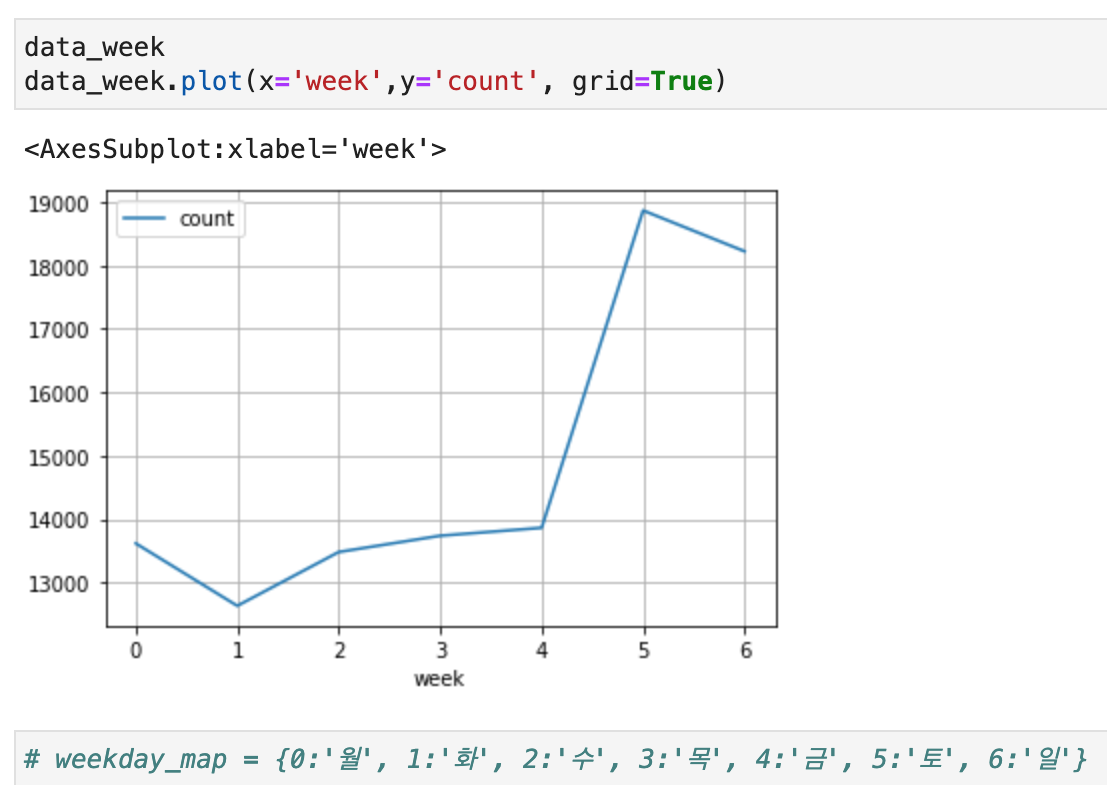 data_week
data_week.plot(x='week',y='count', grid=True)
<AxesSubplot:xlabel='week'>
count
19000
18000
17000
16000
15000
14000
13000
0 1 2 3 4 5 6
week
# weekday_map = {0:'월', 1:'화', 2:'수', 3:'목', 4:'금', 5:'토', 6:'일'}